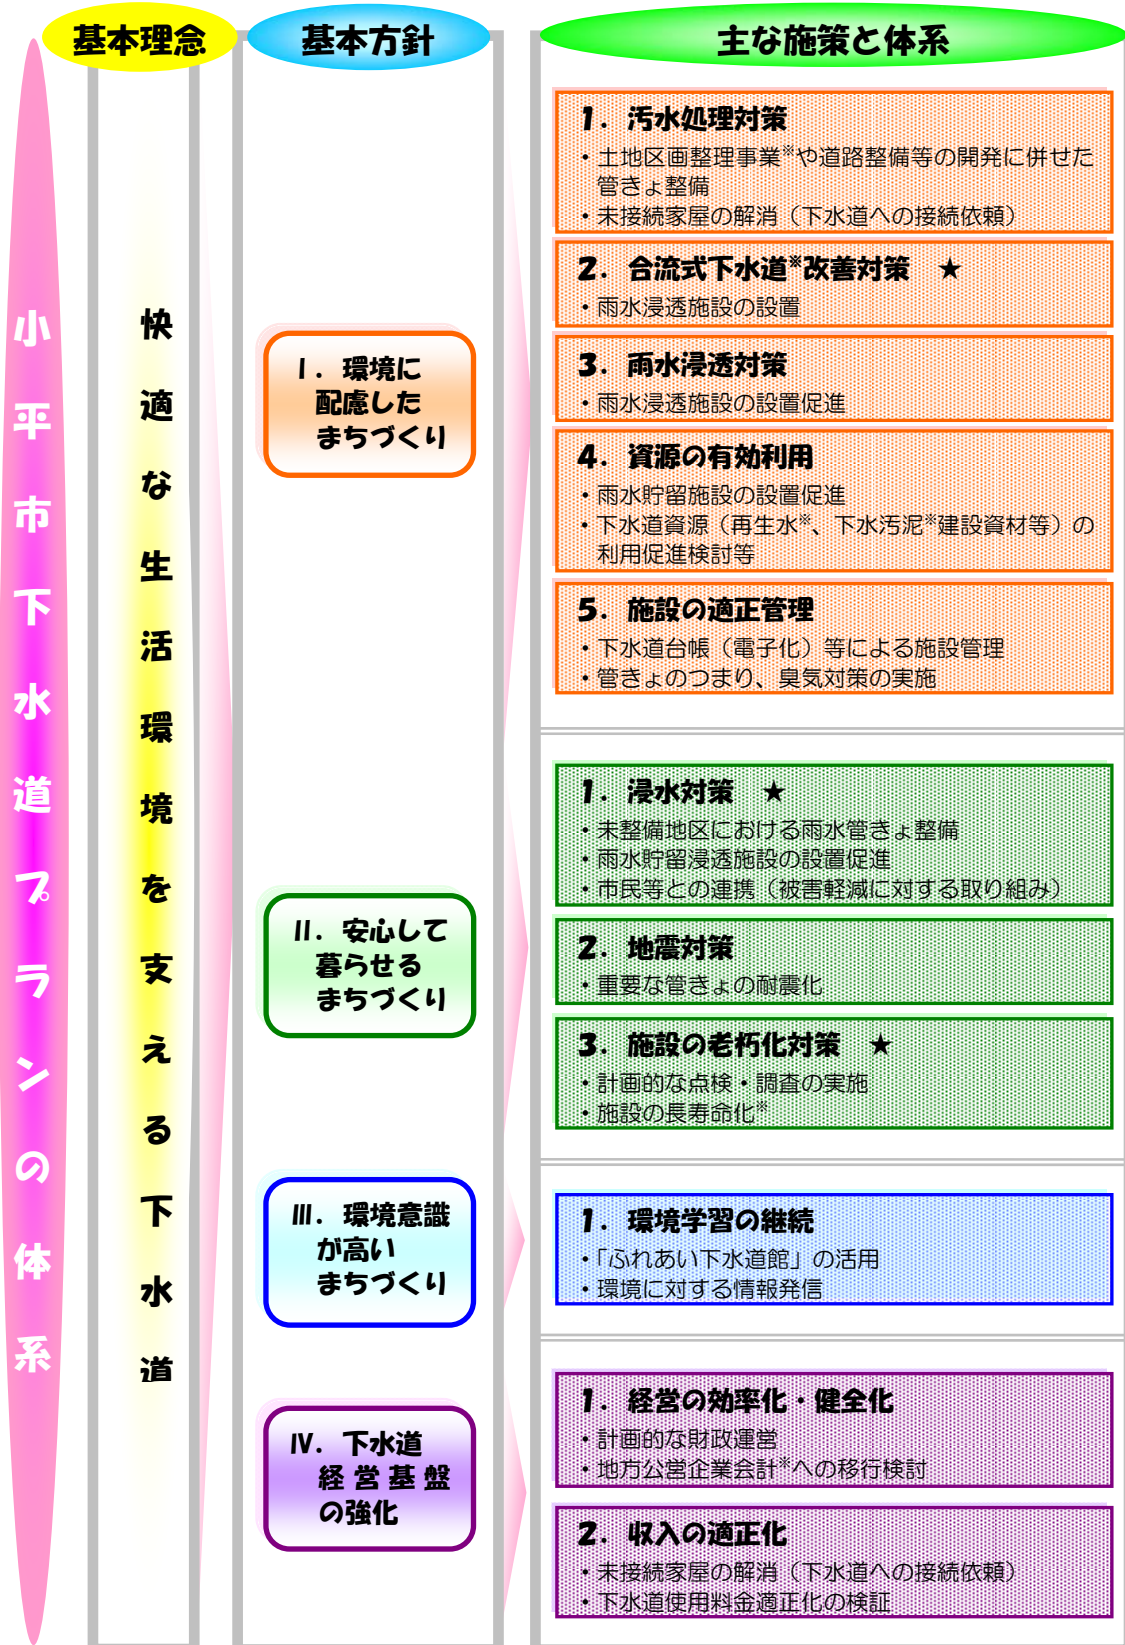 基本理念
基本方針
主な施策と体系
小平市下水道プランの体系
快適な生活環境を支える下水道
Ⅰ．環境に
配慮した
まちづくり
1．汚水処理対策
・土地区画整理事業※や道路整備等の開発に併せた
管きょ整備
・未接続家屋の解消（下水道への接続依頼）
2．合流式下水道※改善対策　★
・雨水浸透施設の設置
3．雨水浸透対策
・雨水浸透施設の設置促進
4．資源の有効利用
・雨水貯留施設の設置促進
・下水道資源（再生水※、下水汚泥※建設資材等）の
利用促進検討等
5．施設の適正管理
・下水道台帳（電子化）等による施設管理
・管きょのつまり、臭気対策の実施
Ⅱ．安心して
暮らせる
まちづくり
1．浸水対策　★
・未整備地区における雨水管きょ整備
・雨水貯留浸透施設の設置促進
・市民等との連携（被害軽減に対する取り組み）
2．地震対策
・重要な管きょの耐震化
3．施設の老朽化対策　★
・計画的な点検・調査の実施
・施設の長寿命化※
Ⅲ．環境意識
が高い
まちづくり
1．環境学習の継続
・「ふれあい下水道館」の活用
・環境に対する情報発信
Ⅳ．下水道
経営基盤
の強化
1．経営の効率化・健全化
・計画的な財政運営
・地方公営企業会計※への移行検討
2．収入の適正化
・未接続家屋の解消（下水道への接続依頼）
・下水道使用料金適正化の検証